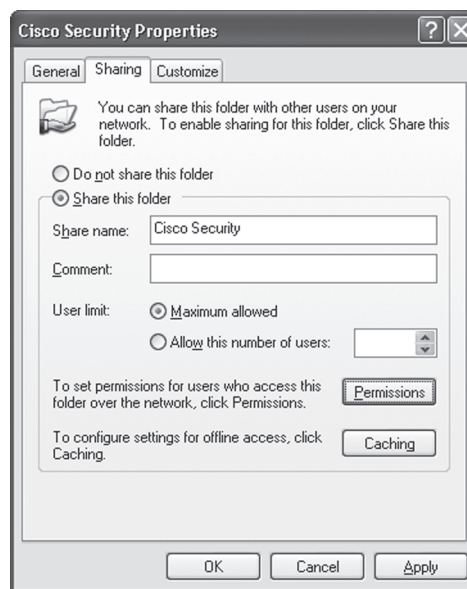 Cisco Security Properties
General Sharing Customize
You can share this folder with other users on your
network. To enable sharing for this folder, click Share this
folder.
Do not share this folder
Share this folder
Share name: Cisco Security
Comment:
User limit: Maximum allowed
Allow this number of users:
To set permissions for users who access this
folder over the network, click Permissions.
Permissions
To configure settings for offline access, click
Caching.
Caching
OK Cancel Apply